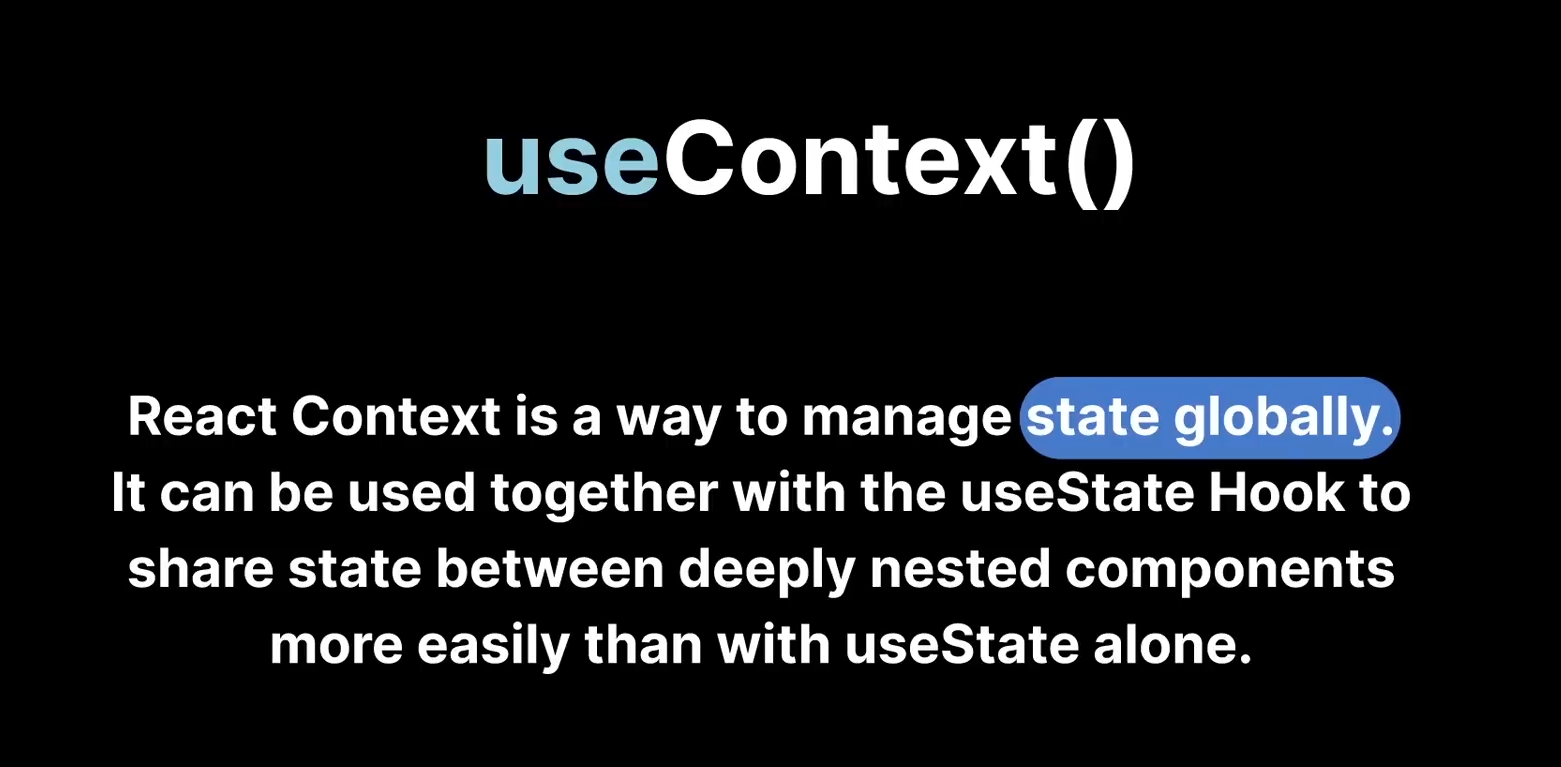 useContext()
React Context is a way to manage state globally.
It can be used together with the useState Hook to
share state between deeply nested components
more easily than with useState alone.